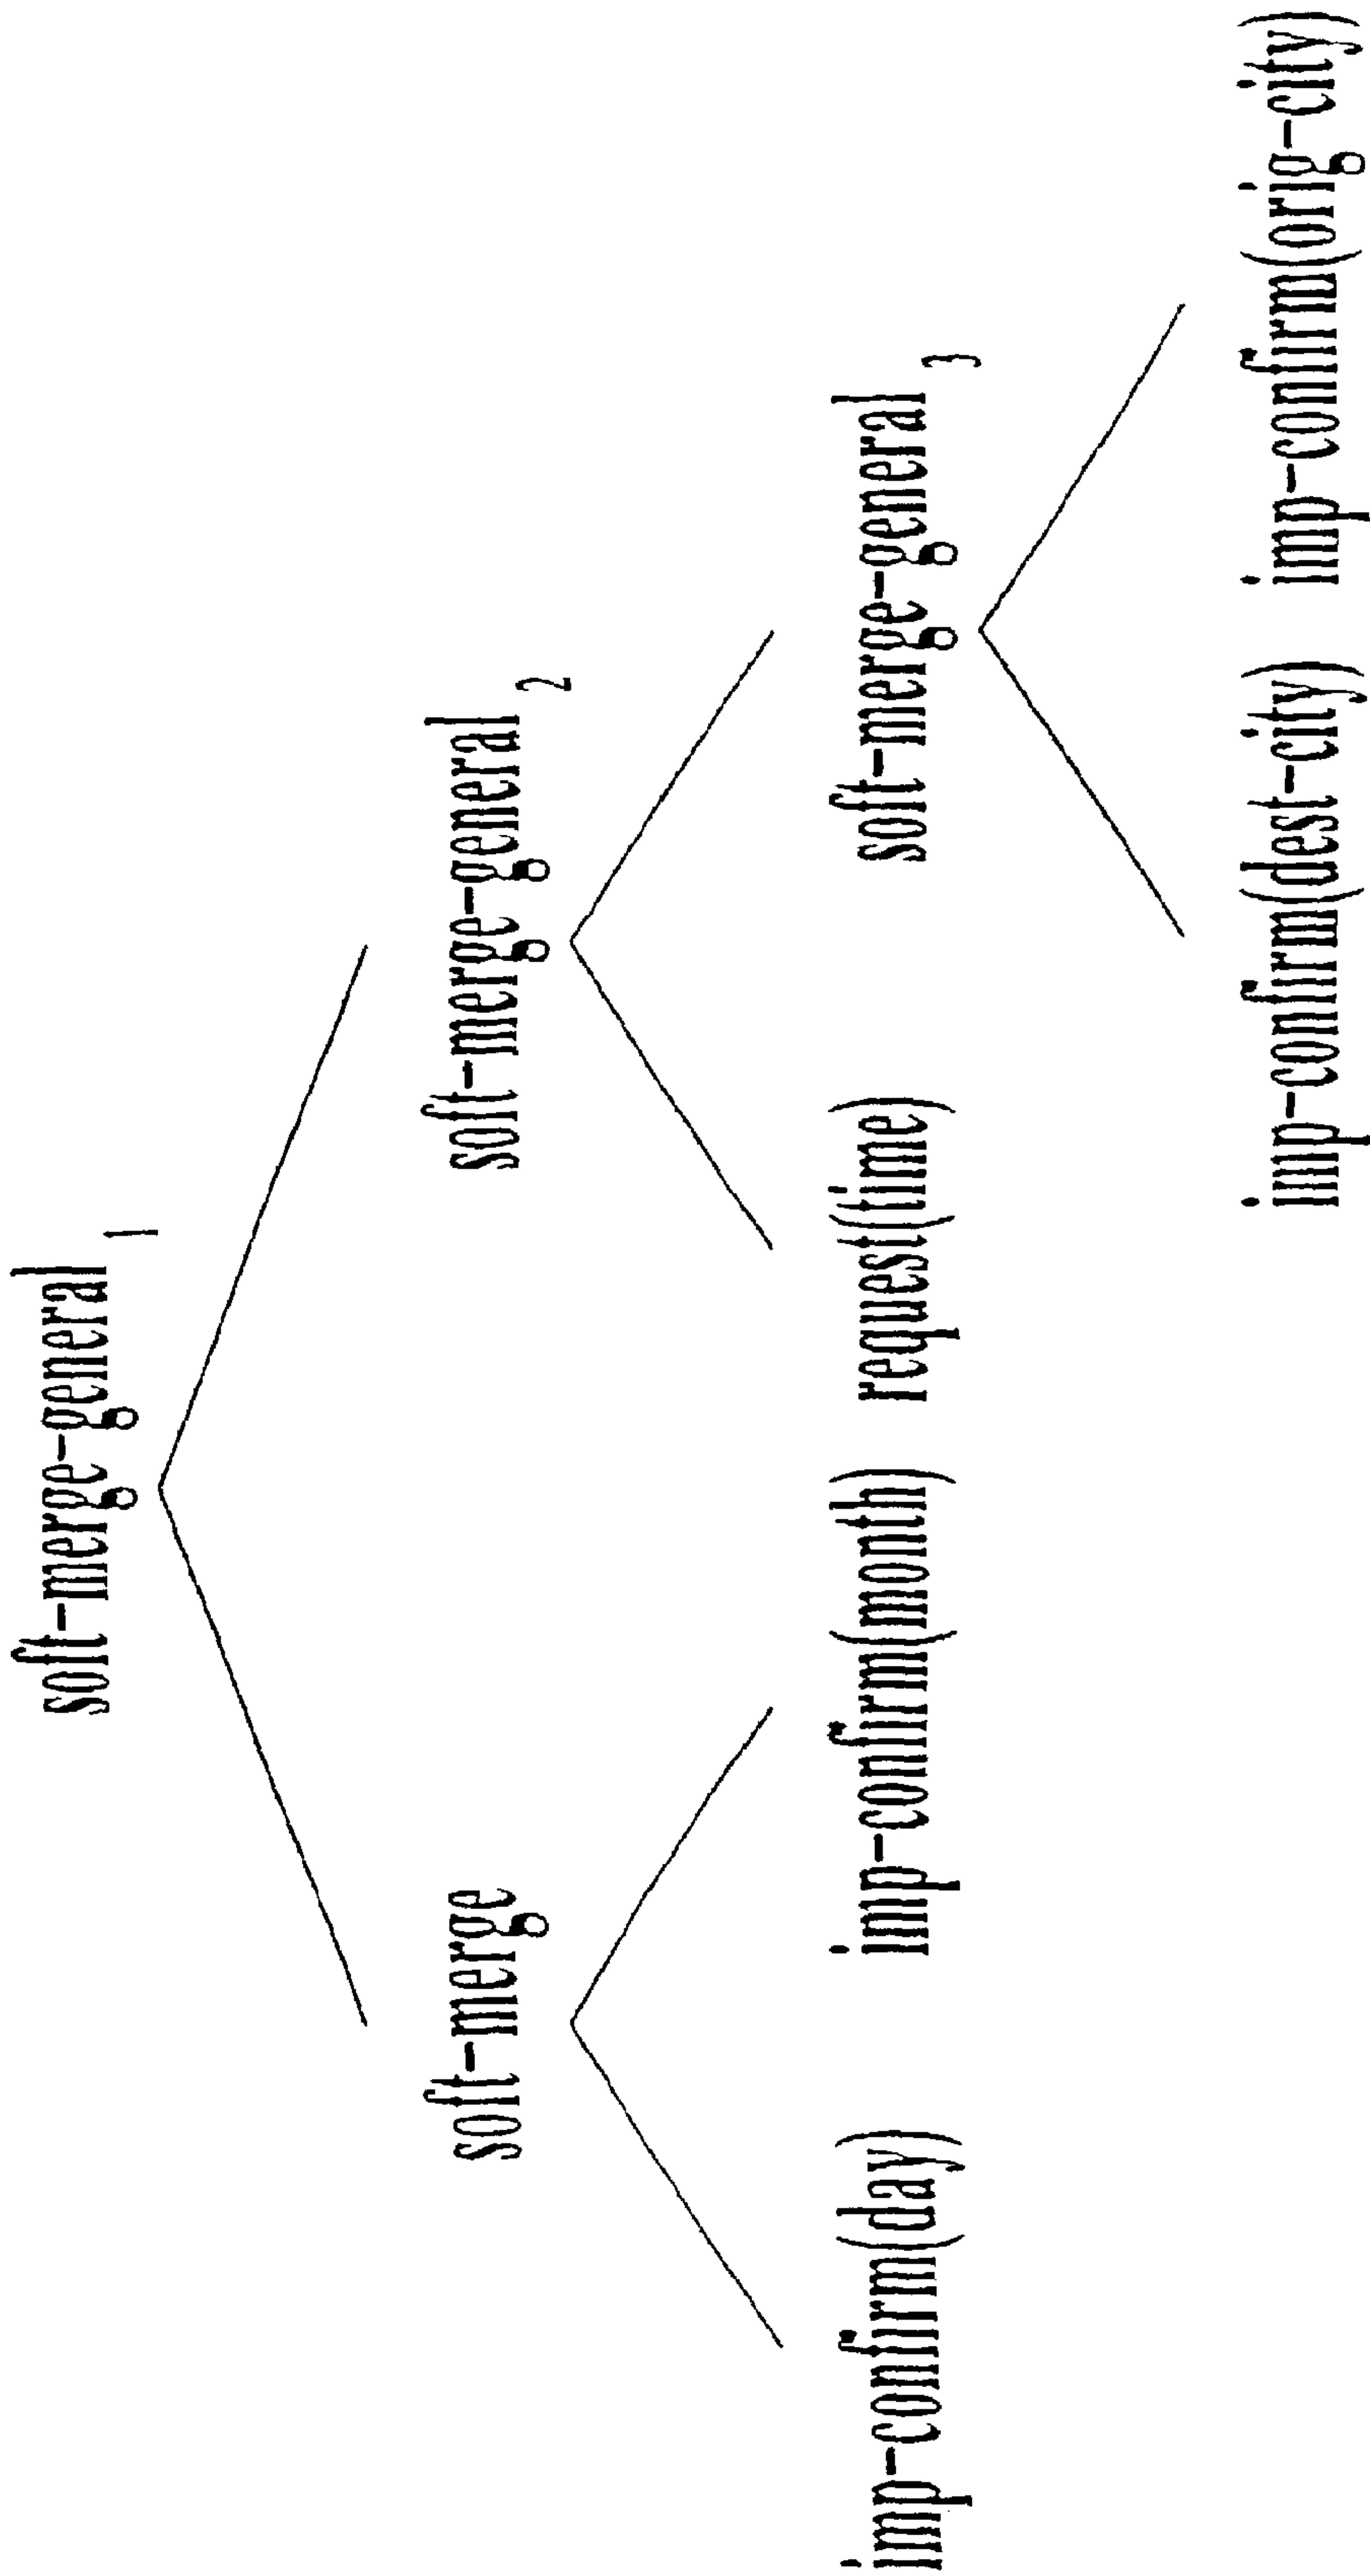 soft-merge-general 1
soft-merge soft-merge-general 2
imp-confirm(day) imp-confirm(month) request(time) soft-merge-general 3
imp-confirm(dest-city) imp-confirm(orig-city)